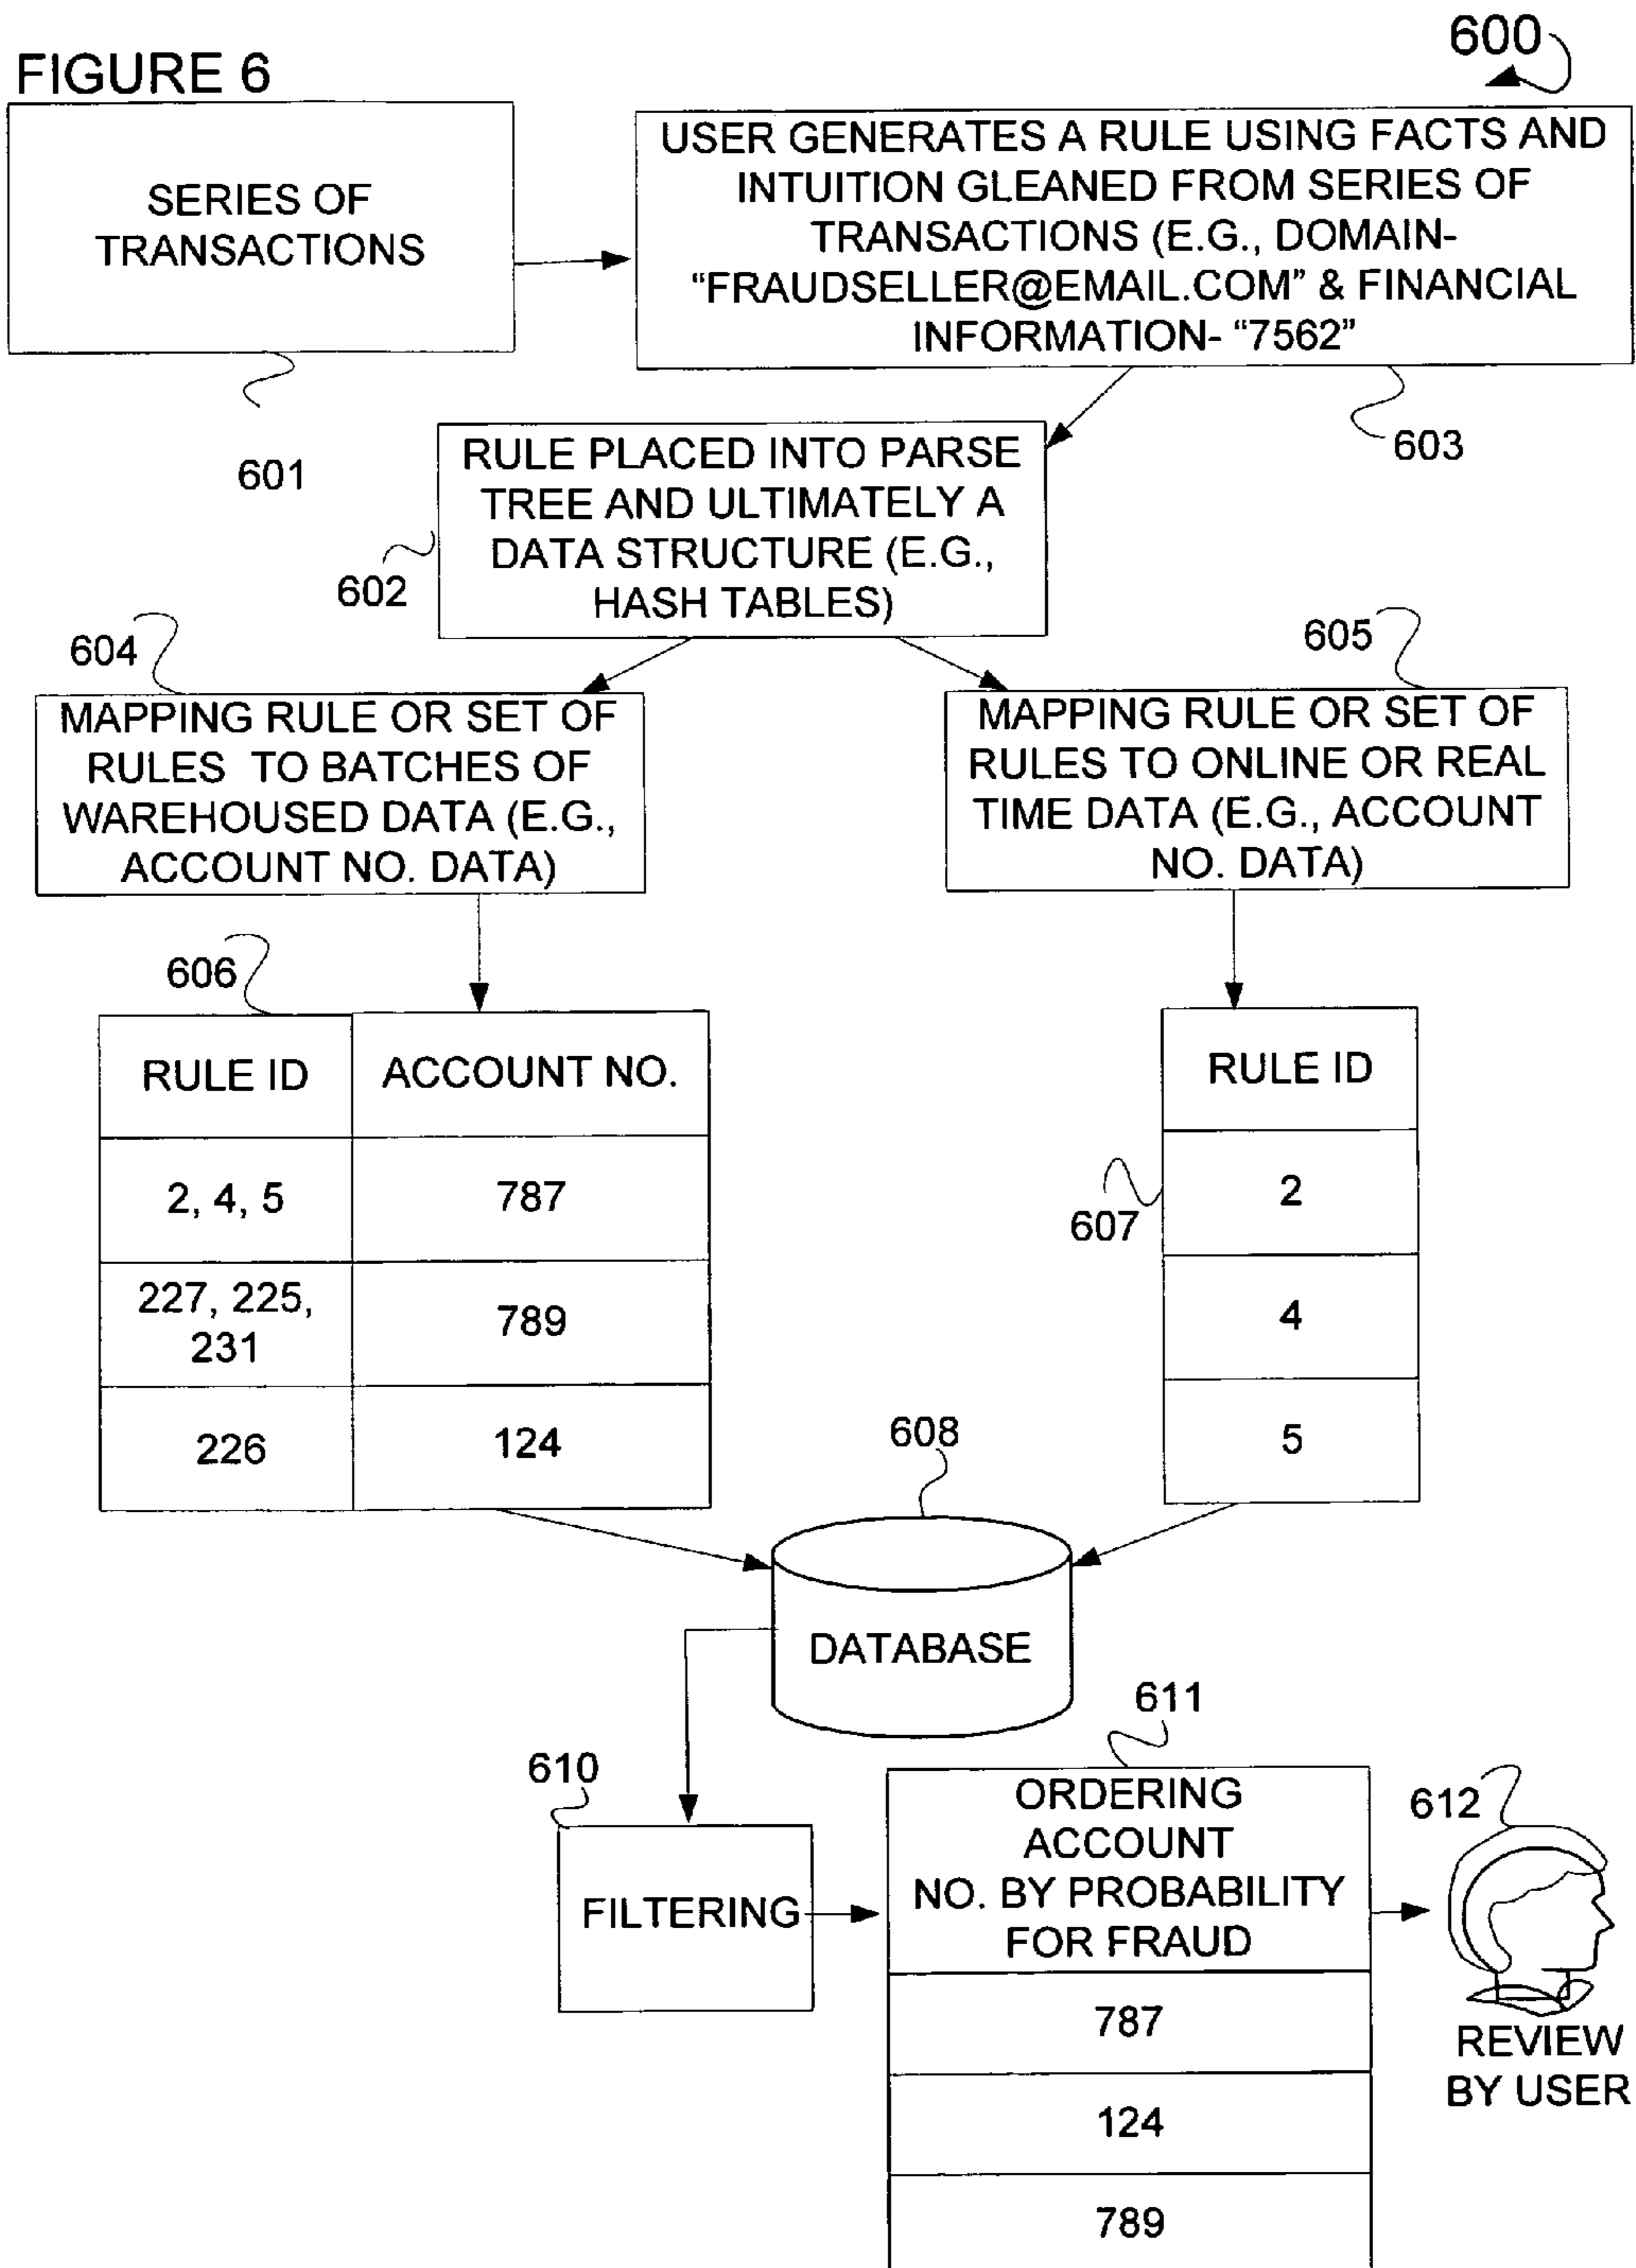 FIGURE 6
600
SERIES OF
TRANSACTIONS
601
USER GENERATES A RULE USING FACTS AND
INTUITION GLEANED FROM SERIES OF
TRANSACTIONS (E.G., DOMAIN-
“FRAUDSELLER@EMAIL.COM” & FINANCIAL
INFORMATION- “7562”
603
RULE PLACED INTO PARSE
TREE AND ULTIMATELY A
DATA STRUCTURE (E.G.,
HASH TABLES)
602
604
MAPPING RULE OR SET OF
RULES TO BATCHES OF
WAREHOUSED DATA (E.G.,
ACCOUNT NO. DATA)
605
MAPPING RULE OR SET OF
RULES TO ONLINE OR REAL
TIME DATA (E.G., ACCOUNT
NO. DATA)
606
RULE ID
ACCOUNT NO.
2, 4, 5
787
227, 225,
231
789
226
124
RULE ID
607
2
4
5
608
DATABASE
610
FILTERING
611
ORDERING
ACCOUNT
NO. BY PROBABILITY
FOR FRAUD
787
124
789
612
REVIEW
BY USER